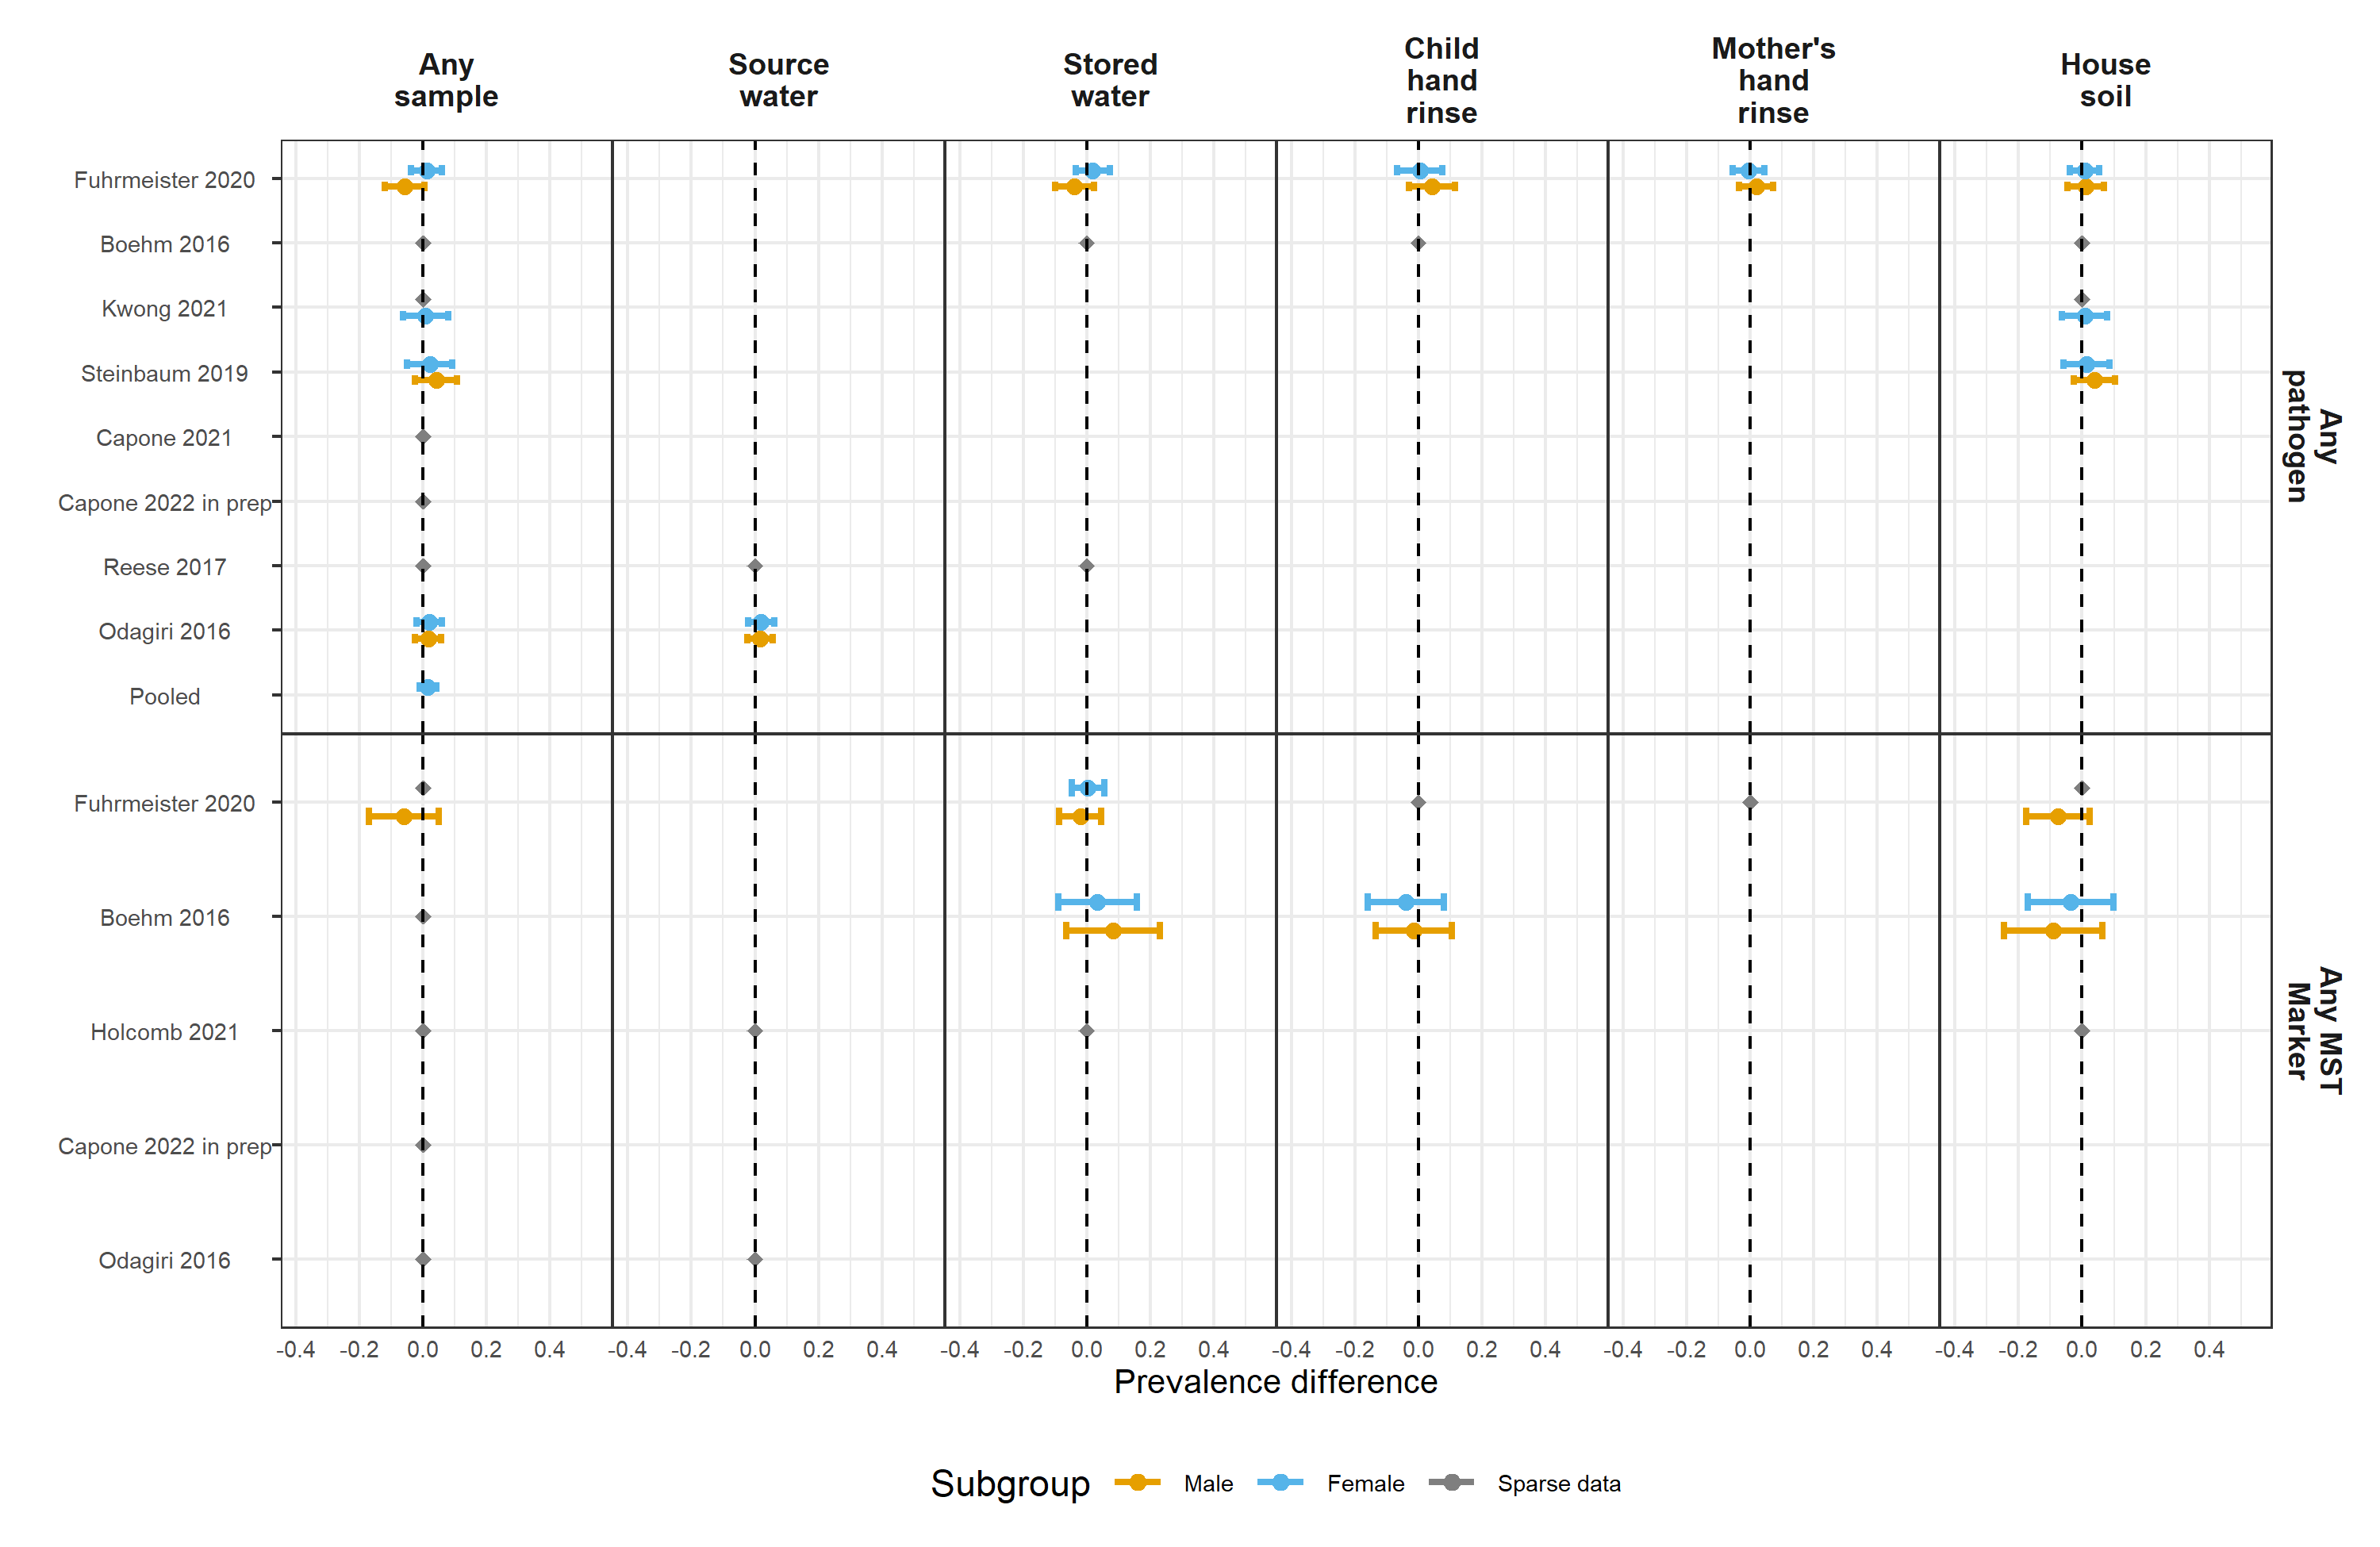 Any
sample
Source
water
Stored
water
Child
hand
rinse
Mother's
hand
rinse
House
soil
Fuhrmeister 2020
Boehm 2016
Kwong 2021
Steinbaum 2019
Capone 2021
Capone 2022 in prep
Reese 2017
Odagiri 2016
Pooled
Any
pathogen
Fuhrmeister 2020
Boehm 2016
Holcomb 2021
Capone 2022 in prep
Odagiri 2016
Any MST
Marker
-0.4 -0.2 0.0 0.2 0.4 -0.4 -0.2 0.0 0.2 0.4 -0.4 -0.2 0.0 0.2 0.4 -0.4 -0.2 0.0 0.2 0.4 -0.4 -0.2 0.0 0.2 0.4 -0.4 -0.2 0.0 0.2 0.4
Prevalence difference
Subgroup Male Female Sparse data